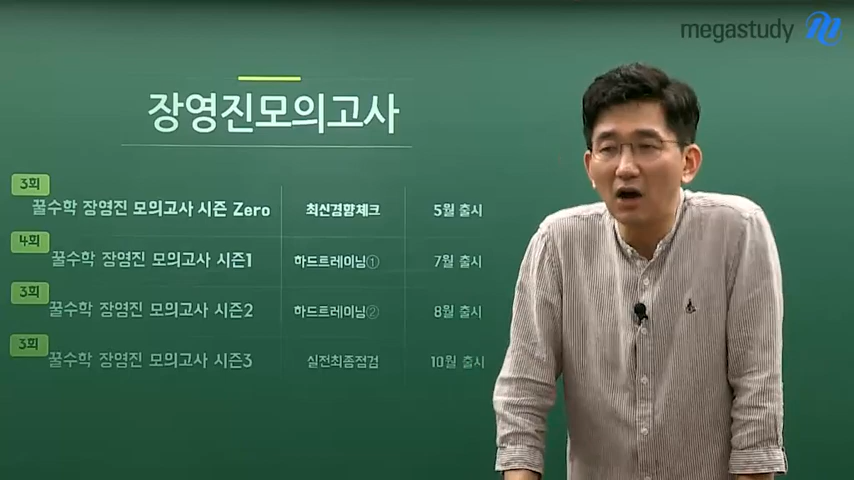 megastudy
장영진모의고사
3회
꿀수학 장영진 모의고사 시즌 Zero 최신경향체크 5월 출시
4회
꿀수학 장영진 모의고사 시즌1 하드트레이닝① 7월 출시
3회
꿀수학 장영진 모의고사 시즌2 하드트레이닝② 8월 출시
3회
꿀수학 장영진 모의고사 시즌3 실전최종점검 10월 출시